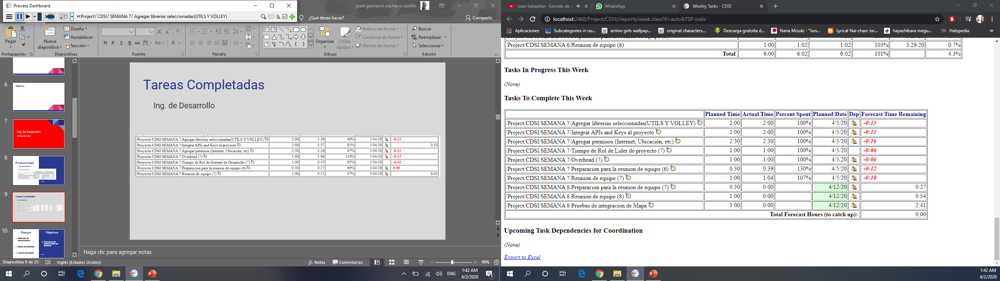 Process Dashboard
«Project/ CDSI/ SEMANA 7/ Agregar librerias seleccionadas(UTILS Y VOLLEY)
¿Qué desea hacer?
joset geovanni pacheco castillo
Compartir
Pegar
Nueva
diapositiva
Diseño
Restablecer
Sección
N K S S abc AV Aa A
Organizar
Estilos
rápidos
Relleno de forma
Contorno de forma
Efectos de forma
Buscar
Reemplazar
Seleccionar
Portapapeles
Diapositivas
Fuente
Párrafo
Dibujo
Edición
6
Objetivos
7
Ing. De Desarrollo
8
Productividad
Ing. de Desarrollo
9
Tareas Completadas
10
Riesgos
Objetivos
Obtención de
requerimientos
Diseño de interfaces
Alcance de pruebas
El producto de
software debe ser
funcional
Tareas Completadas
Ing. de Desarrollo
/Proyecto/CDSI/SEMANA 7/Agregar librerias seleccionadas(UTILS Y VOLLEY) 2:00 1:59 99% 5/04/20 -0:12
/Proyecto/CDSI/SEMANA 7/Integrar APIs and Keys al proyecto 2:00 1:37 81% 5/04/20 0:10
/Proyecto/CDSI/SEMANA 7/Agregar permisos (Internet, Ubicación, etc) 2:30 2:26 97% 5/04/20 -0:13
/Proyecto/CDSI/SEMANA 7/Overhead (7) 1:00 1:06 110% 5/04/20 -0:13
/Proyecto/CDSI/SEMANA 7/Tiempo de Rol de Gerente de Desarrollo (7) 1:00 0:55 92% 5/04/20 -0:02
/Proyecto/CDSI/SEMANA 7/Preparacion para la reunion de equipo (6) 0:30 0:27 90% 5/04/20 0:00
/Proyecto/CDSI/SEMANA 7/Reunion de equipo (7) 1:00 0:52 87% 5/04/20 0:01
Haga clic para agregar notas
Diapositiva 9 de 25
Inglés (Estados Unidos)
Notas
Comentarios
90%
ENG
1:42 AM
4/2/2020
Joan Sebastian -Secreto de a
WhatsApp
Weekly Tasks - CDSI
localhost:2468/Project/CDSI//reports/week.class?tl=auto&TSP-indiv
Aplicaciones
Subcategories in ou...
anime girls wallpap...
original characters...
Descarga gratuita d...
Nana Mizuki - "Jun...
Lyrical Nai-chan: lor...
hayashibara megu...
Halopedia
/Project/CDSI/SEMANA 6/Reunion de equipo (6) 1:00 1:02 1:02 103% 3/29/20 0.7%
Total 6:00 6:02 6:02 101% 4.3%
Tasks In Progress This Week
(None)
Tasks To Complete This Week
Planned Time Actual Time Percent Spent Planned Date Dep Forecast Time Remaining
/Project/CDSI/SEMANA 7/Agregar librerias seleccionadas(UTILS Y VOLLEY) 2:00 2:00 100% 4/5/20 -0:13
/Project/CDSI/SEMANA 7/Integrar APIs and Keys al proyecto 2:00 2:00 100% 4/5/20 -0:13
/Project/CDSI/SEMANA 7/Agregar permisos (Internet, Ubicación, etc) 2:30 2:30 100% 4/5/20 -0:16
/Project/CDSI/SEMANA 7/Tiempo de Rol de Lider de proyecto (7) 1:00 1:00 100% 4/5/20 -0:06
/Project/CDSI/SEMANA 7/Overhead (7) 1:00 1:00 100% 4/5/20 -0:06
/Project/CDSI/SEMANA 7/Preparacion para la reunion de equipo (6) 0:30 0:39 130% 4/5/20 -0:12
/Project/CDSI/SEMANA 7/Reunion de equipo (7) 1:00 1:04 107% 4/5/20 -0:10
/Project/CDSI/SEMANA 8/Preparacion para la reunion de equipo (7) 0:30 0:00 4/12/20 0:27
/Project/CDSI/SEMANA 8/Reunion de equipo (8) 1:00 0:00 4/12/20 0:54
/Project/CDSI/SEMANA 8/Pruebas de integracion de Mapa 3:00 0:00 4/12/20 2:41
Total Forecast Hours (to catch up): 0:00
Upcoming Task Dependencies for Coordination
(None)
Export to Excel
1:42 AM
4/2/2020